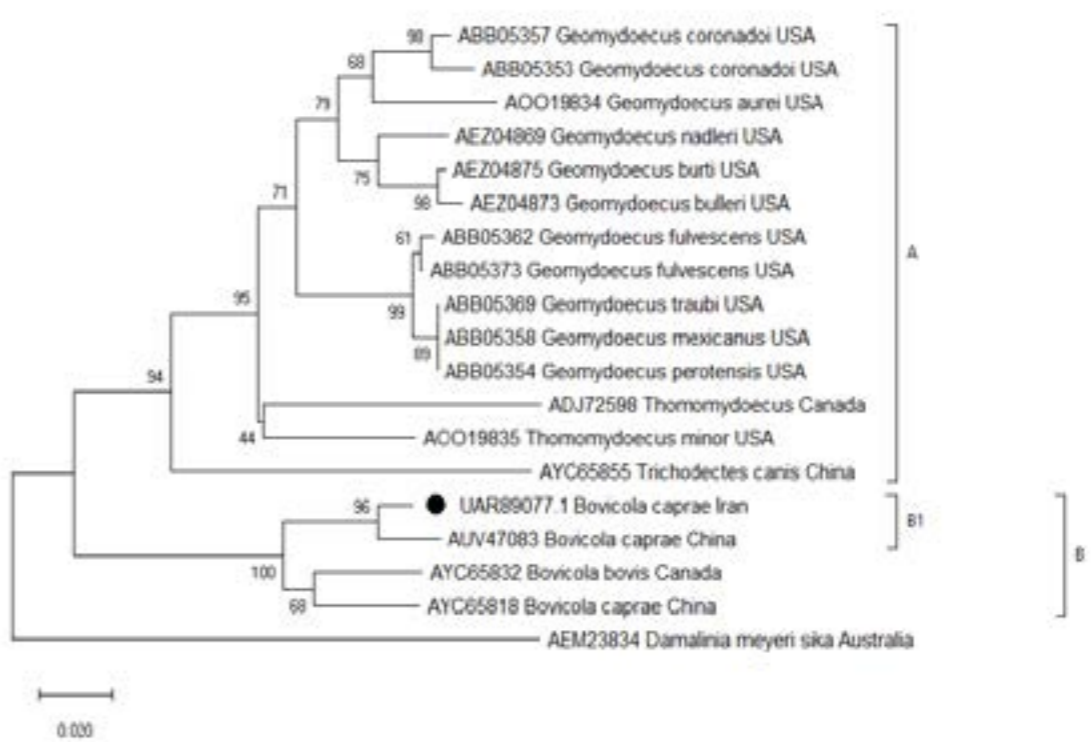 98
ABB05357 Geomydoecus coronadoi USA
68
ABB05353 Geomydoecus coronadoi USA
79
AOO19834 Geomydoecus aurei USA
AEZ04869 Geomydoecus nadleri USA
75
AEZ04875 Geomydoecus burti USA
71
98
AEZ04873 Geomydoecus bulleri USA
61
ABB05362 Geomydoecus fulvescens USA
A
ABB05373 Geomydoecus fulvescens USA
95
99
ABB05369 Geomydoecus traubi USA
ABB05358 Geomydoecus mexicanus USA
89
ABB05354 Geomydoecus perotensis USA
94
ADJ72598 Thomomydoecus Canada
44
AOO19835 Thomomydoecus minor USA
AYC65855 Trichodectes canis China
96
UAR89077.1 Bovicola caprae Iran
B1
AUV47083 Bovicola caprae China
B
100
AYC65832 Bovicola bovis Canada
68
AYC65818 Bovicola caprae China
AEM23834 Damalinia meyeri sika Australia
0.020